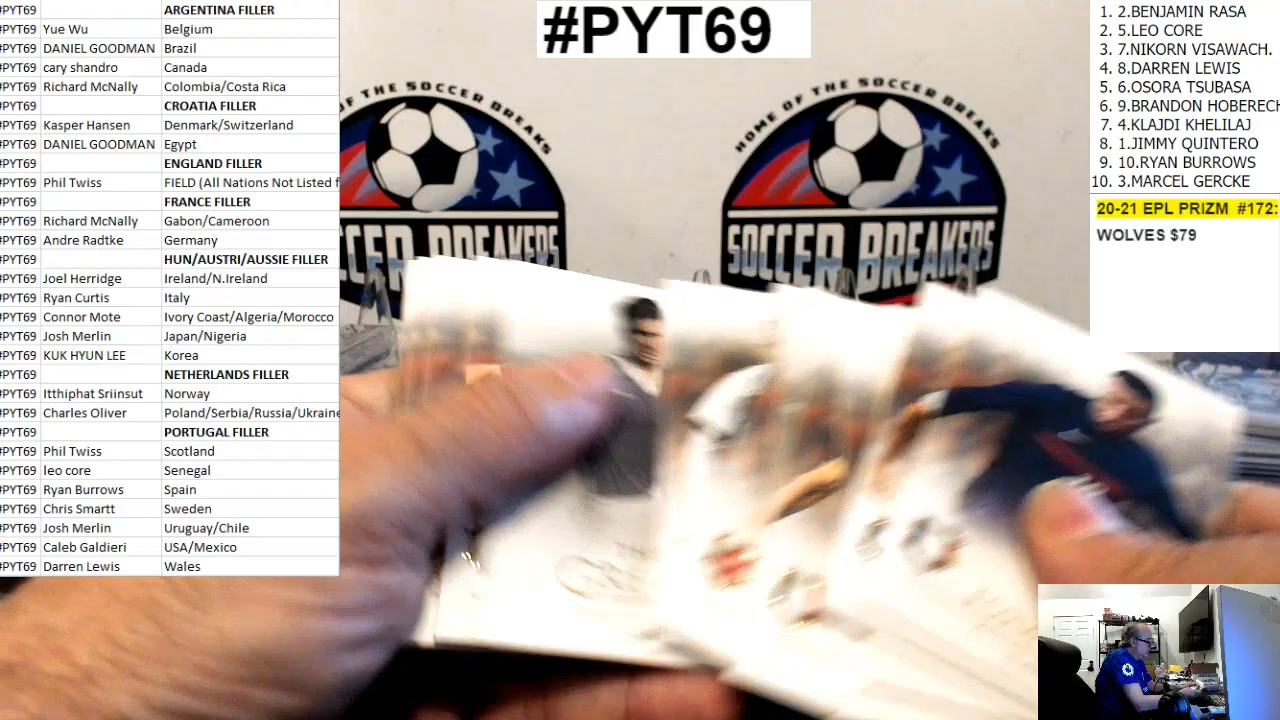 #PYT69 ARGENTINA FILLER
#PYT69 Yue Wu Belgium
#PYT69 DANIEL GOODMAN Brazil
#PYT69 cary shandro Canada
#PYT69 Richard McNally Colombia/Costa Rica
#PYT69 CROATIA FILLER
#PYT69 Kasper Hansen Denmark/Switzerland
#PYT69 DANIEL GOODMAN Egypt
#PYT69 ENGLAND FILLER
#PYT69 Phil Twiss FIELD (All Nations Not Listed f
#PYT69 FRANCE FILLER
#PYT69 Richard McNally Gabon/Cameroon
#PYT69 Andre Radtke Germany
#PYT69 HUN/AUSTRI/AUSSIE FILLER
#PYT69 Joel Herridge Ireland/N.Ireland
#PYT69 Ryan Curtis Italy
#PYT69 Connor Mote Ivory Coast/Algeria/Morocco
#PYT69 Josh Merlin Japan/Nigeria
#PYT69 KUK HYUN LEE Korea
#PYT69 NETHERLANDS FILLER
#PYT69 Itthiphat Sriinsut Norway
#PYT69 Charles Oliver Poland/Serbia/Russia/Ukraine
#PYT69 PORTUGAL FILLER
#PYT69 Phil Twiss Scotland
#PYT69 leo core Senegal
#PYT69 Ryan Burrows Spain
#PYT69 Chris Smartt Sweden
#PYT69 Josh Merlin Uruguay/Chile
#PYT69 Caleb Galdieri USA/Mexico
#PYT69 Darren Lewis Wales
#PYT69
OF THE SOCCER BREAKS
SOCCER BREAKERS
HOME OF THE SOCCER BREAKS
SOCCER BREAKERS
1. 2.BENJAMIN RASA
2. 5.LEO CORE
3. 7.NIKORN VISAWACH.
4. 8.DARREN LEWIS
5. 6.OSORA TSUBASA
6. 9.BRANDON HOBERECH
7. 4.KLAJDI KHELILAJ
8. 1.JIMMY QUINTERO
9. 10.RYAN BURROWS
10. 3.MARCEL GERCKE
20-21 EPL PRIZM #172:
WOLVES $79